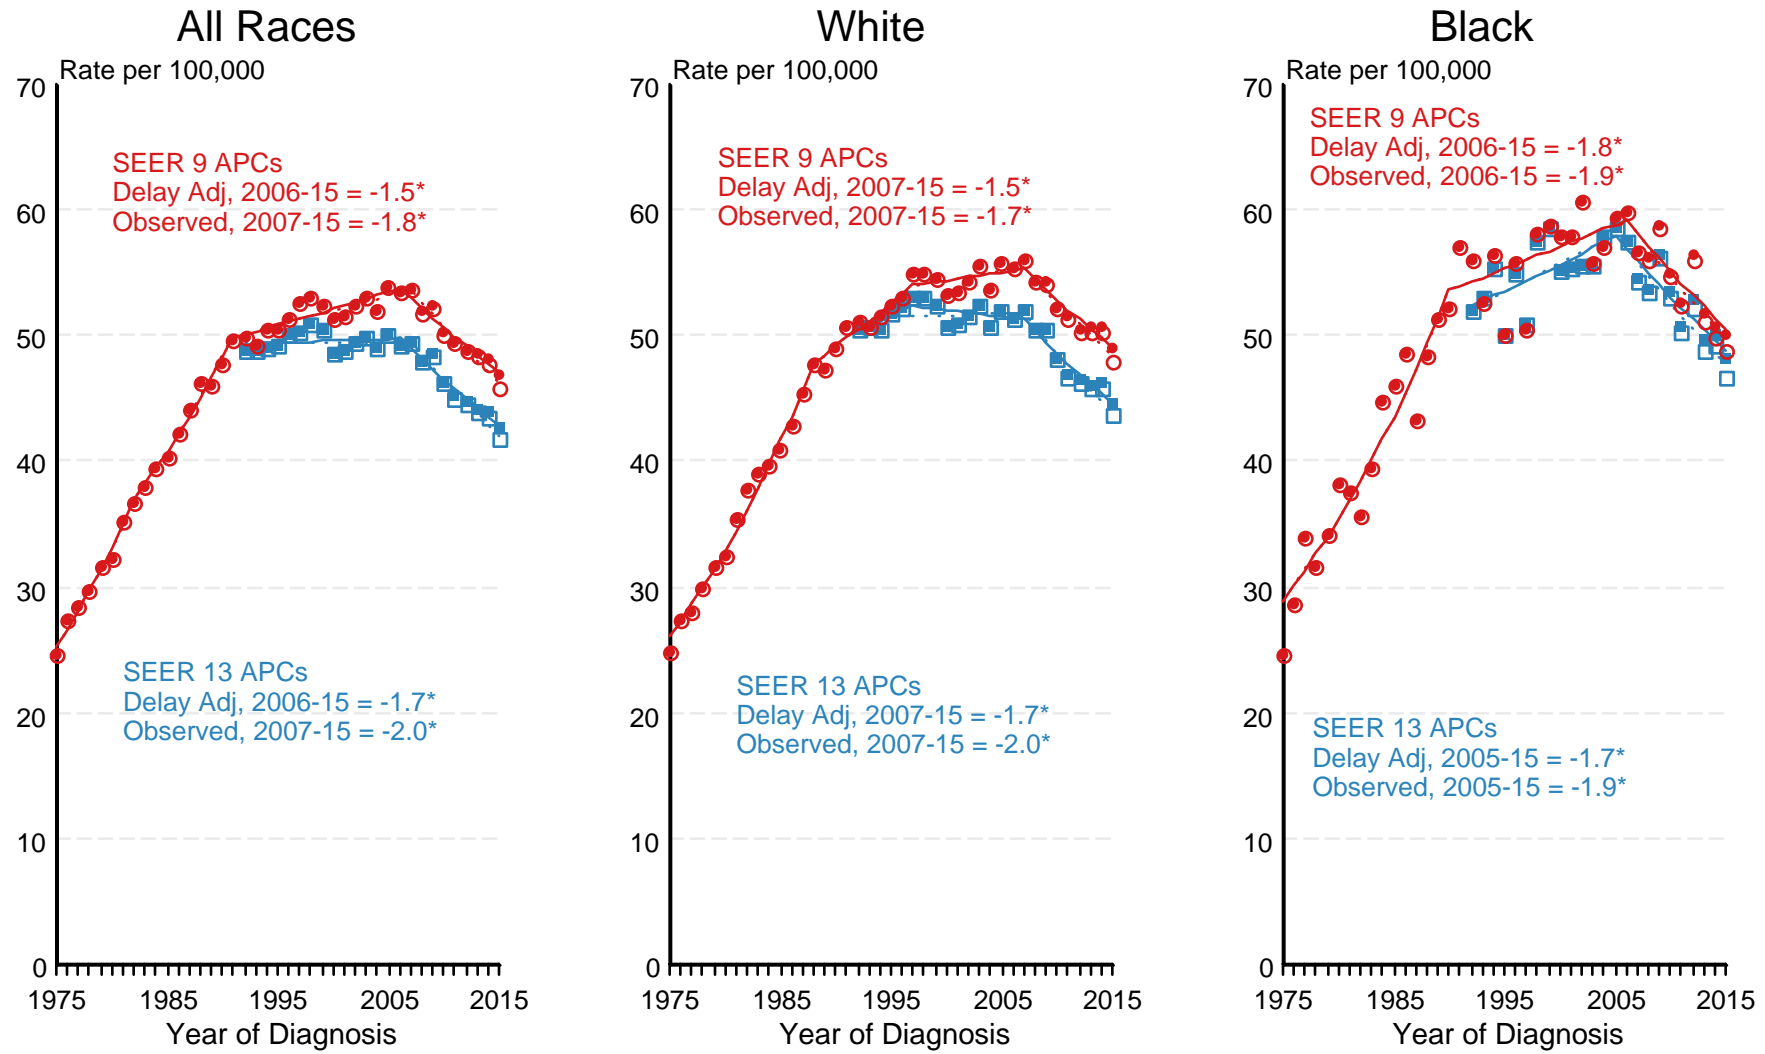 All Races
Rate per 100,000
70
60
50
40
30
20
10
0
SEER 9 APCs
Delay Adj, 2006-15 = -1.5*
Observed, 2007-15 = -1.8*
SEER 13 APCs
Delay Adj, 2006-15 = -1.7*
Observed, 2007-15 = -2.0*
1975 1985 1995 2005 2015
Year of Diagnosis
White
Rate per 100,000
70
60
50
40
30
20
10
0
SEER 9 APCs
Delay Adj, 2007-15 = -1.5*
Observed, 2007-15 = -1.7*
SEER 13 APCs
Delay Adj, 2007-15 = -1.7*
Observed, 2007-15 = -2.0*
1975 1985 1995 2005 2015
Year of Diagnosis
Black
Rate per 100,000
70
60
50
40
30
20
10
0
SEER 9 APCs
Delay Adj, 2006-15 = -1.8*
Observed, 2006-15 = -1.9*
SEER 13 APCs
Delay Adj, 2005-15 = -1.7*
Observed, 2005-15 = -1.9*
1975 1985 1995 2005 2015
Year of Diagnosis